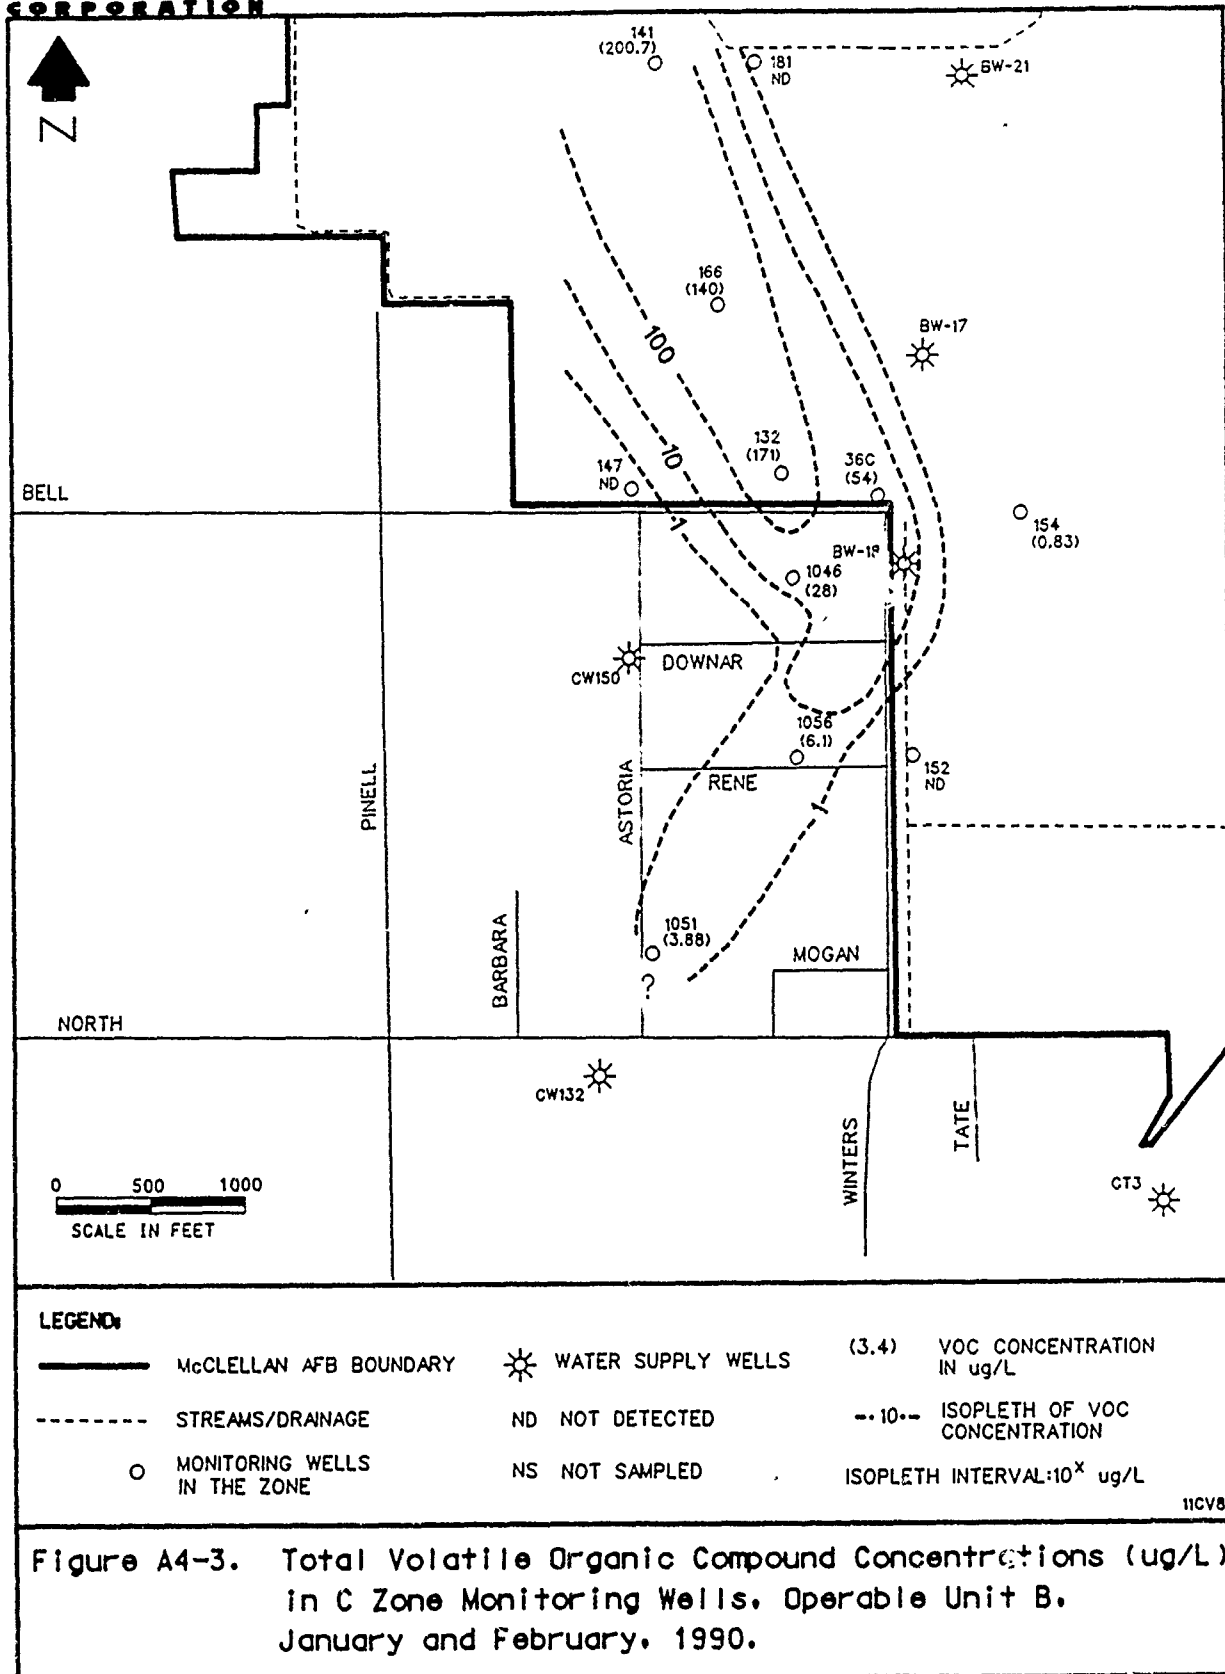 CORPORATION
N
141
(200.7)
181
ND
BW-21
166
(140)
BW-17
100
132
(171)
36C
(54)
10
147
ND
BELL
1
154
(0.83)
BW-18
1046
(28)
DOWNAR
CW150
1056
(6.1)
152
ND
RENE
PINELL
ASTORIA
1
1051
(3.88)
?
BARBARA
MOGAN
NORTH
CW132
WINTERS
TATE
CT3
0 500 1000
SCALE IN FEET
LEGEND:
McCLELLAN AFB BOUNDARY
WATER SUPPLY WELLS
(3.4) VOC CONCENTRATION
IN ug/L
STREAMS/DRAINAGE
ND NOT DETECTED
10 ISOPLETH OF VOC
CONCENTRATION
MONITORING WELLS
IN THE ZONE
NS NOT SAMPLED
ISOPLETH INTERVAL:10ˣ ug/L
11CV8
Figure A4-3. Total Volatile Organic Compound Concentrations (ug/L)
in C Zone Monitoring Wells. Operable Unit B.
January and February. 1990.